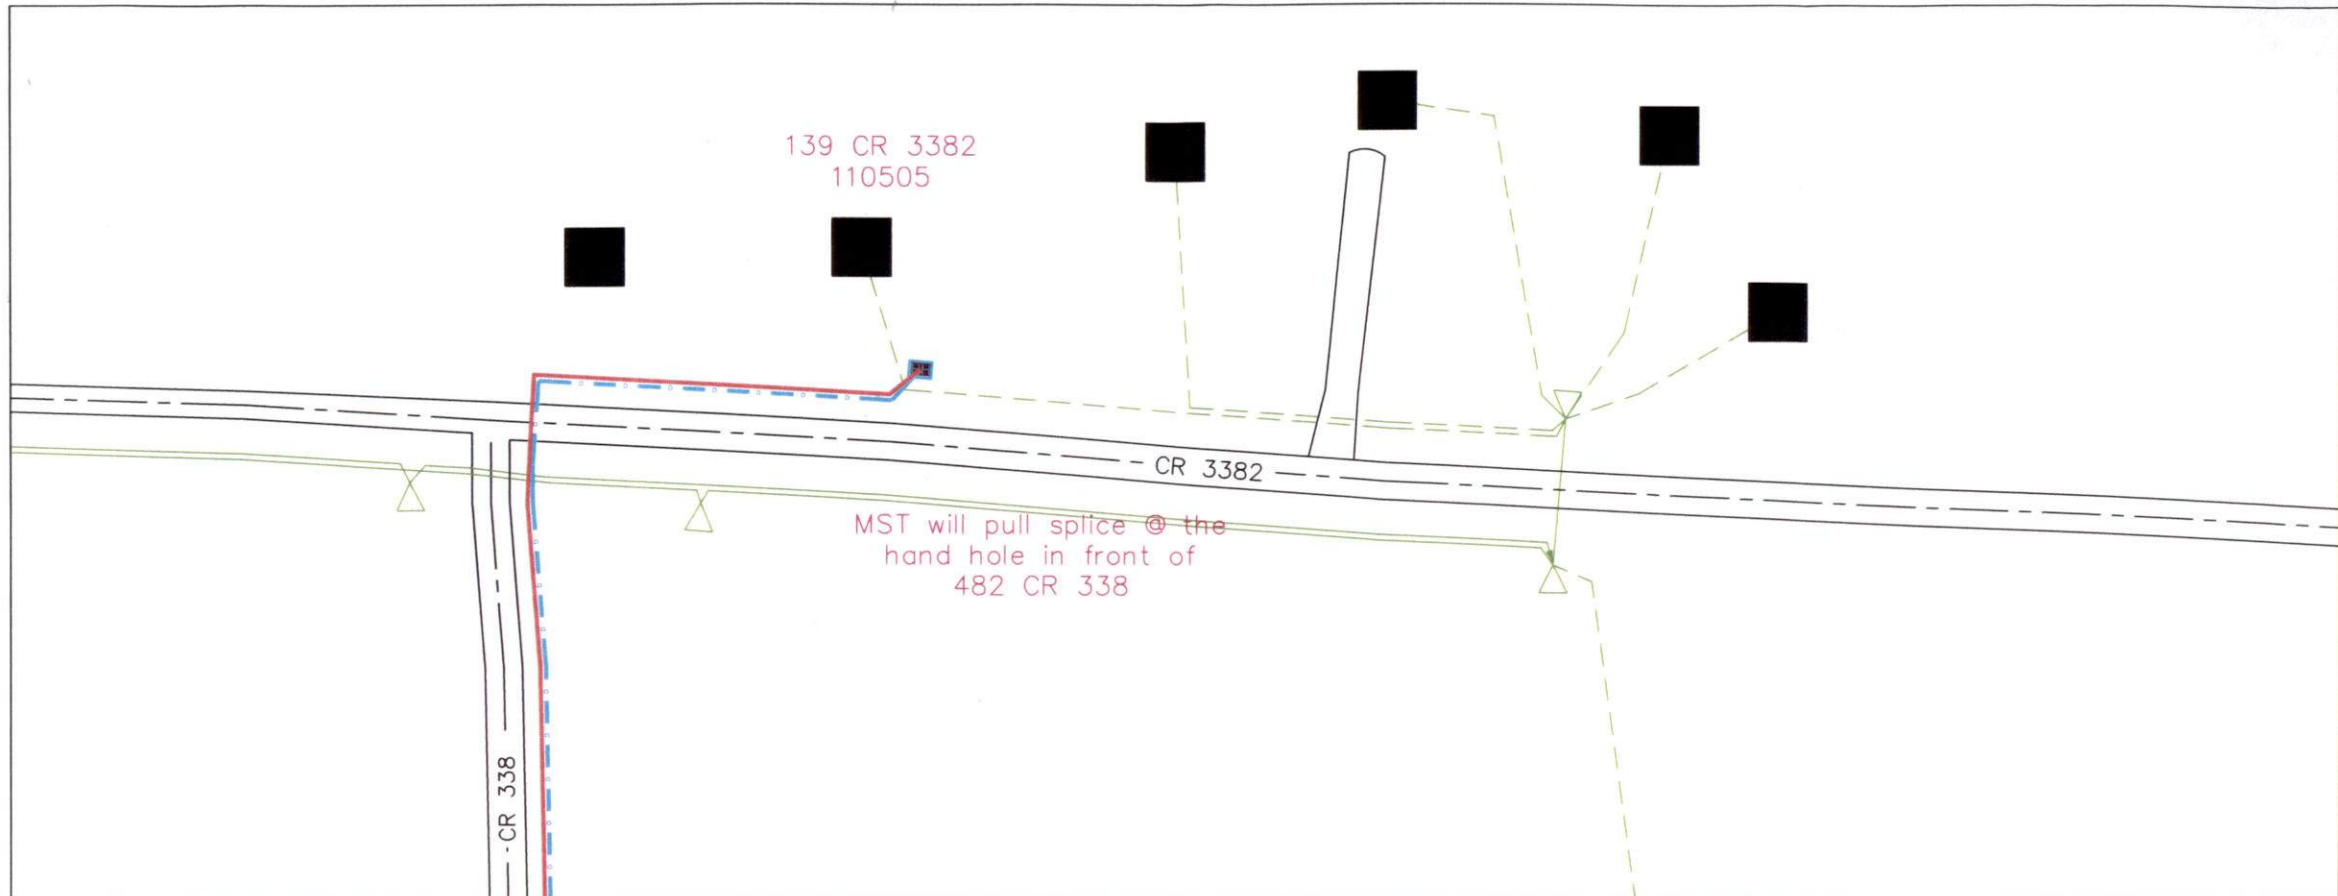 139 CR 3382
110505
CR 3382
MST will pull splice @ the
hand hole in front of
482 CR 338
CR 338